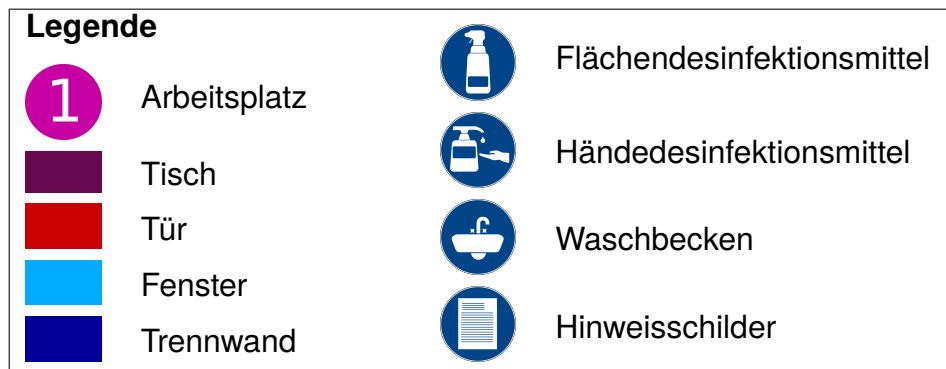 Legende
1 Arbeitsplatz
Tisch
Tür
Fenster
Trennwand
Flächendesinfektionsmittel
Händedesinfektionsmittel
Waschbecken
Hinweisschilder